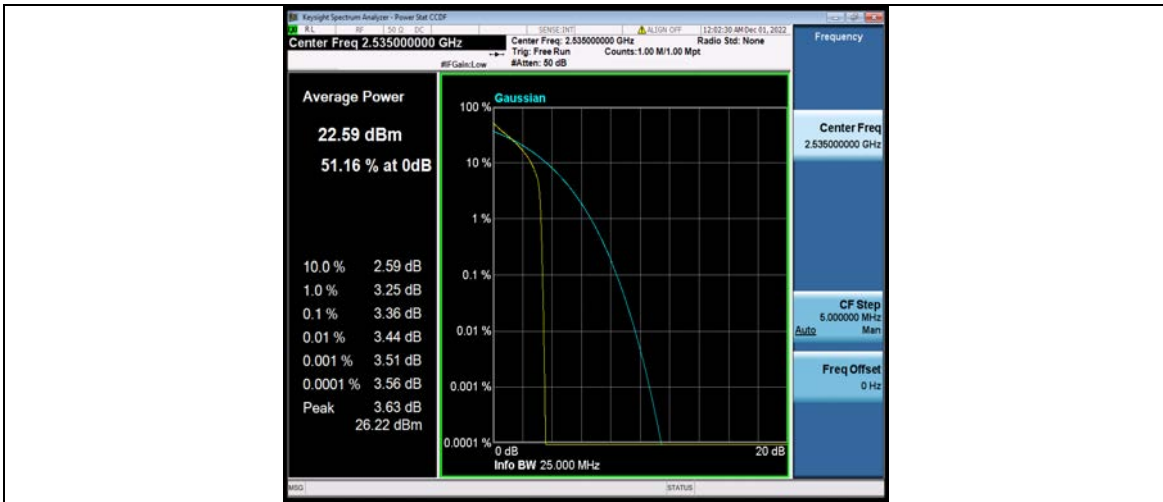 Keysight Spectrum Analyzer - Power Stat CCDF
RL RF 50 Ω DC SENSE:INT ALIGN OFF 12:02:30 AM Dec 01, 2022
Center Freq 2.535000000 GHz
Center Freq: 2.535000000 GHz Radio Std: None
Trig: Free Run Counts:1.00 M/1.00 Mpt
#IFGain:Low #Atten: 50 dB
Frequency
Average Power
22.59 dBm
51.16 % at 0dB
10.0 % 2.59 dB
1.0 % 3.25 dB
0.1 % 3.36 dB
0.01 % 3.44 dB
0.001 % 3.51 dB
0.0001 % 3.56 dB
Peak 3.63 dB
26.22 dBm
Gaussian
100 %
10 %
1 %
0.1 %
0.01 %
0.001 %
0.0001 %
0 dB 20 dB
Info BW 25.000 MHz
Center Freq
2.535000000 GHz
CF Step
5.000000 MHz
Auto Man
Freq Offset
0 Hz
MSG STATUS